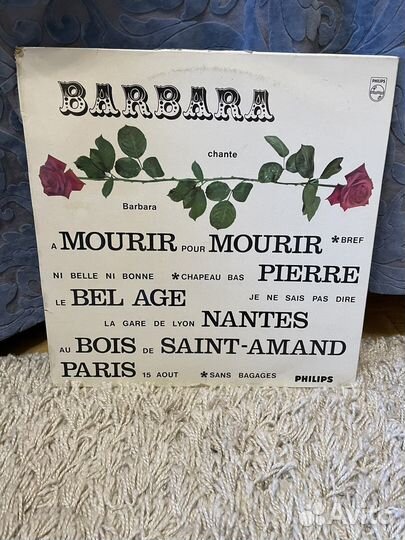 BARBARA
PHILIPS
chante
Barbara
A MOURIR POUR MOURIR *BREF
NI BELLE NI BONNE *CHAPEAU BAS PIERRE
LE BEL AGE JE NE SAIS PAS DIRE
LA GARE DE LYON NANTES
AU BOIS DE SAINT-AMAND
PARIS 15 AOUT *SANS BAGAGES PHILIPS
Avito